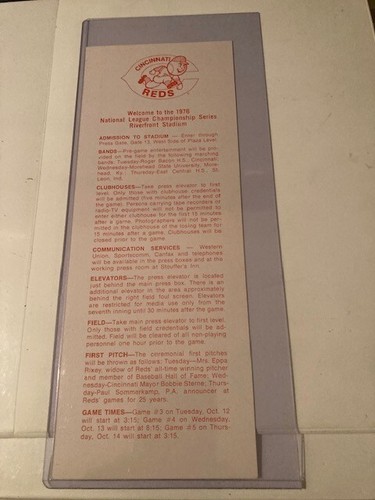 CINCINNATI
REDS
Welcome to the 1976
National League Championship Series
Riverfront Stadium
ADMISSION TO STADIUM — Enter through
Press Gate, Gate 13, West Side of Plaza Level.
BANDS—Pre-game entertainment will be pro-
vided on the field by the following marching
bands; Tuesday-Roger Bacon H.S., Cincinnati;
Wednesday-Morehead State University, More-
head, Ky.; Thursday-East Central H.S., St.
Leon, Ind.
CLUBHOUSES—Take press elevator to first
level. Only those with clubhouse credentials
will be admitted (five minutes after the end of
the game). Persons carrying tape recorders or
radio-TV equipment will not be permitted to
enter either clubhouse for the first 15 minutes
after a game. Photographers will not be per-
mitted in the clubhouse of the losing team for
15 minutes after a game. Clubhouses will be
closed prior to the game.
COMMUNICATION SERVICES — Western
Union, Sportscomm, Canfax and telephones
will be available in the press areas and at the
working press room at Stouffer's Inn.
ELEVATORS—The press elevator is located
just behind the main press box. There is an
additional elevator in the area approximately
behind the right field foul screen. Elevators
are restricted for media use only from the
seventh inning until 30 minutes after the game.
FIELD—Take main press elevator to first level.
Only those with field credentials will be ad-
mitted. Field will be cleared of all non-playing
personnel one hour prior to the game.
FIRST PITCH—The ceremonial first pitches
will be thrown as follows: Tuesday—Mrs. Eppa
Rixey, widow of Reds' all-time winning pitcher
and member of Baseball Hall of Fame; Wed-
nesday-Cincinnati Mayor Bobbie Sterne; Thurs-
day-Paul Sommerkamp, P.A. announcer at
Reds' games for 25 years.
GAME TIMES—Game #3 on Tuesday, Oct. 12
will start at 3:15; Game #4 on Wednesday,
Oct. 13 will start at 8:15; Game #5 on Thurs-
day, Oct. 14 will start at 3:15.